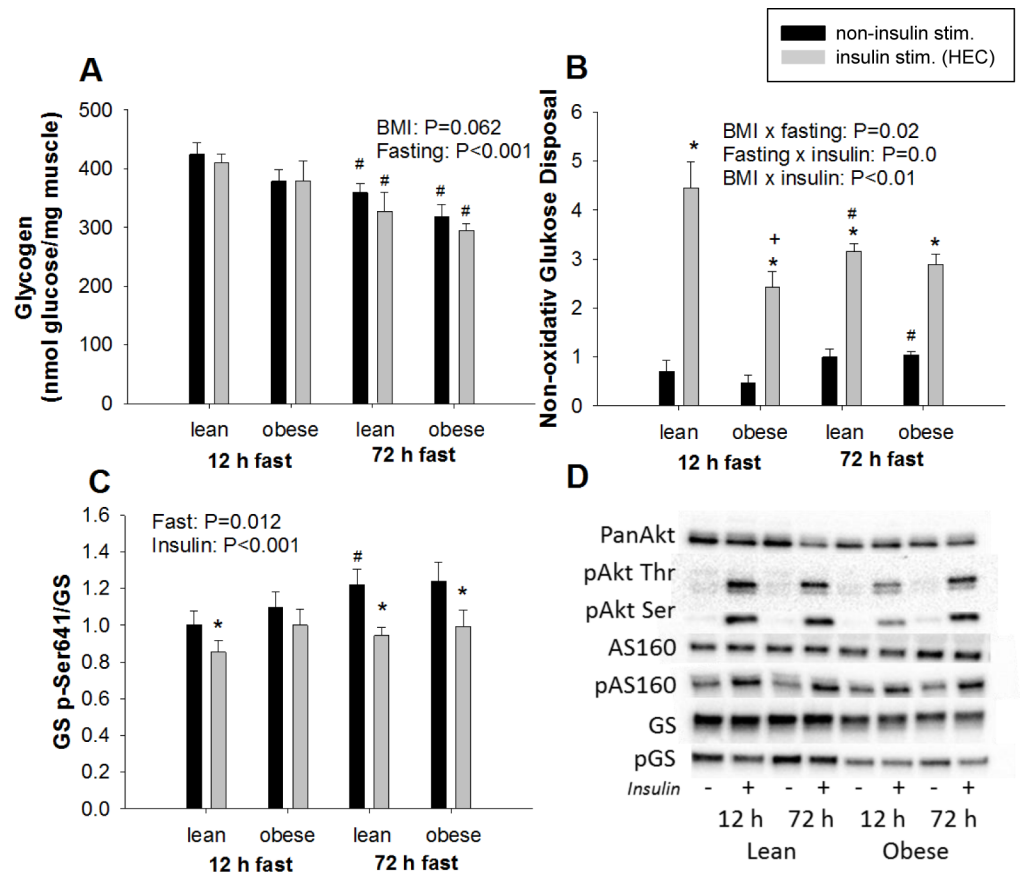 non-insulin stim.
insulin stim. (HEC)
A
Glycogen
(nmol glucose/mg muscle)
500
400
300
200
100
0
BMI: P=0.062
Fasting: P<0.001
# # # #
lean obese lean obese
12 h fast 72 h fast
B
Non-oxidativ Glukose Disposal
6
5
4
3
2
1
0
BMI x fasting: P=0.02
Fasting x insulin: P=0.0
BMI x insulin: P<0.01
* + * # * # *
lean obese lean obese
12 h fast 72 h fast
C
GS p-Ser641/GS
1.6
1.4
1.2
1.0
0.8
0.6
0.4
0.2
0.0
Fast: P=0.012
Insulin: P<0.001
* # * *
lean obese lean obese
12 h fast 72 h fast
D
PanAkt
pAkt Thr
pAkt Ser
AS160
pAS160
GS
pGS
Insulin - + - + - + - +
12 h 72 h 12 h 72 h
Lean Obese